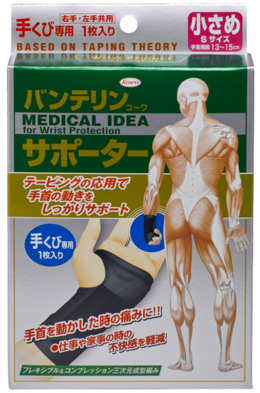 手くび専用
右手・左手共用
1枚入り
小さめ
Sサイズ
手首周囲 13～15cm
BASED ON TAPING THEORY
Kowa
バンテリン
コーワ
MEDICAL IDEA
for Wrist Protection
サポーター
テーピングの応用で
手首の動きを
しっかりサポート
手くび専用
1枚入り
手首を動かした時の痛みに!!
●仕事や家事の時の
不快感を軽減
フレキシブル&コンプレッション三次元成型編み